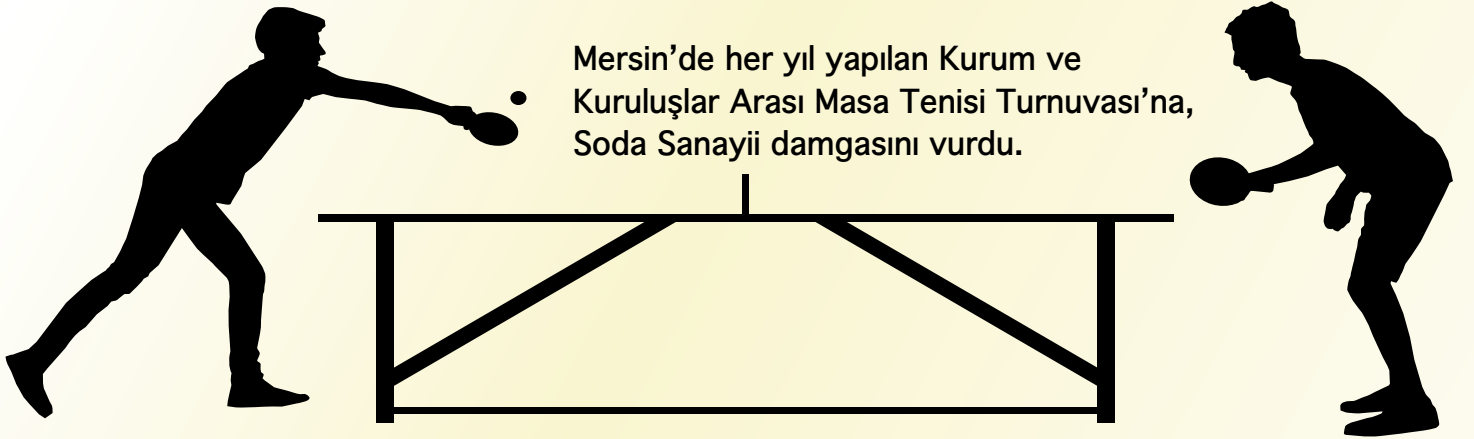 Mersin’de her yıl yapılan Kurum ve
Kuruluşlar Arası Masa Tenisi Turnuvası’na,
Soda Sanayii damgasını vurdu.